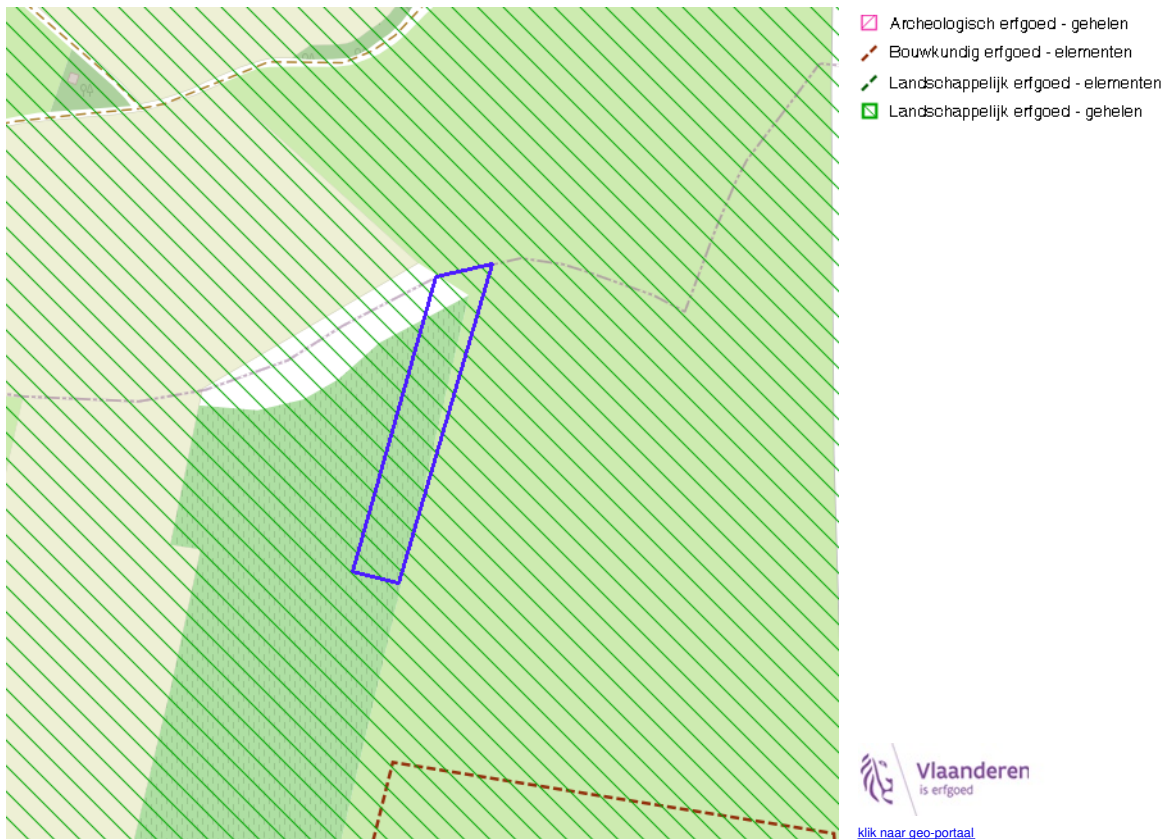 Archeologisch erfgoed - gehelen
Bouwkundig erfgoed - elementen
Landschappelijk erfgoed - elementen
Landschappelijk erfgoed - gehelen
Vlaanderen
is erfgoed
klik naar geo-portaal